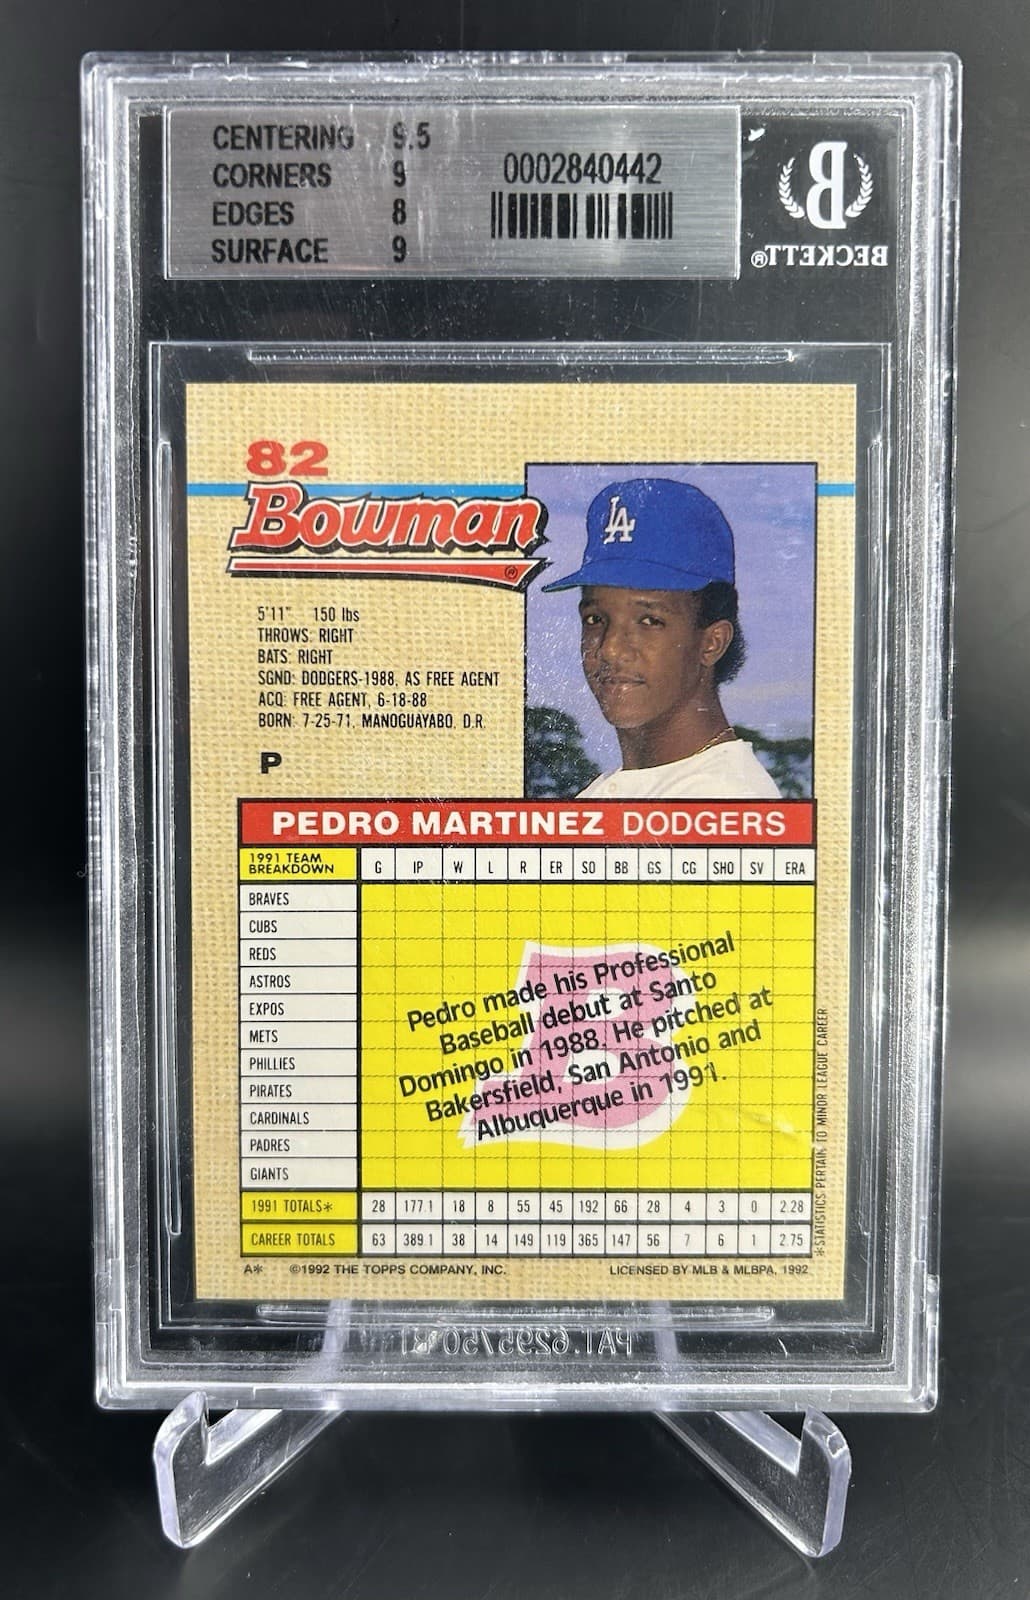 CENTERING 9.5
CORNERS 9
EDGES 8
SURFACE 9
0002840442
B
BECKETT®
82
Bowman®
LA
5'11" 150 lbs
THROWS: RIGHT
BATS: RIGHT
SGND: DODGERS-1988, AS FREE AGENT
ACQ: FREE AGENT, 6-18-88
BORN: 7-25-71, MANOGUAYABO, D.R.
P
PEDRO MARTINEZ DODGERS
1991 TEAM
BREAKDOWN G IP W L R ER SO BB GS CG SHO SV ERA
BRAVES
CUBS
REDS
ASTROS
EXPOS
METS
PHILLIES
PIRATES
CARDINALS
PADRES
GIANTS
B
Pedro made his Professional
Baseball debut at Santo
Domingo in 1988. He pitched at
Bakersfield, San Antonio and
Albuquerque in 1991.
1991 TOTALS* 28 177.1 18 8 55 45 192 66 28 4 3 0 2.28
CAREER TOTALS 63 389.1 38 14 149 119 365 147 56 7 6 1 2.75
*STATISTICS PERTAIN TO MINOR LEAGUE CAREER
A* ©1992 THE TOPPS COMPANY, INC. LICENSED BY MLB & MLBPA, 1992
PAT.6295/50